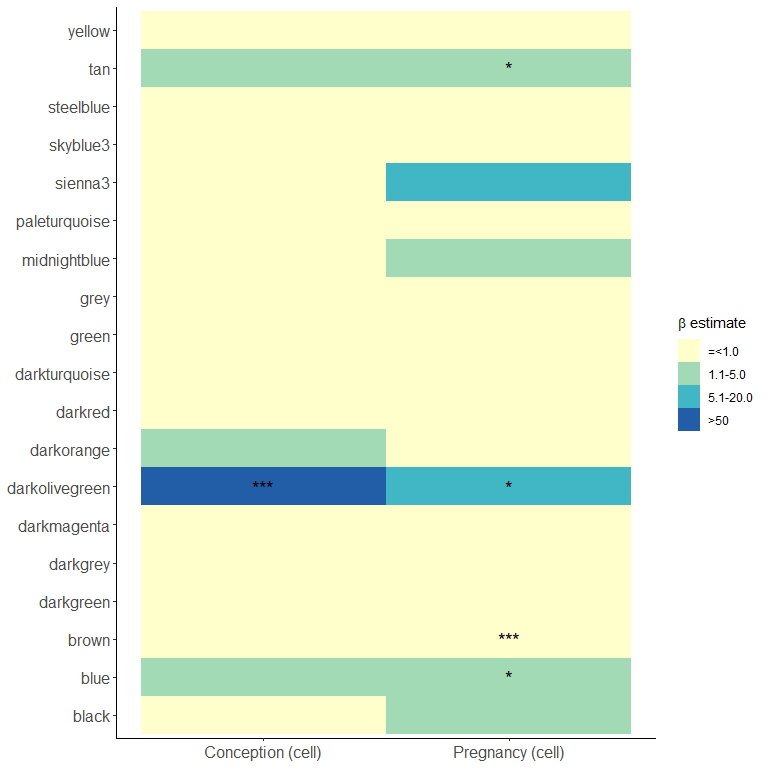 yellow
tan
*
steelblue
skyblue3
sienna3
paleturquoise
midnightblue
grey
green
darkturquoise
darkred
darkorange
darkolivegreen
***
*
darkmagenta
darkgrey
darkgreen
brown
***
blue
*
black
Conception (cell)
Pregnancy (cell)
β estimate
=<1.0
1.1-5.0
5.1-20.0
>50